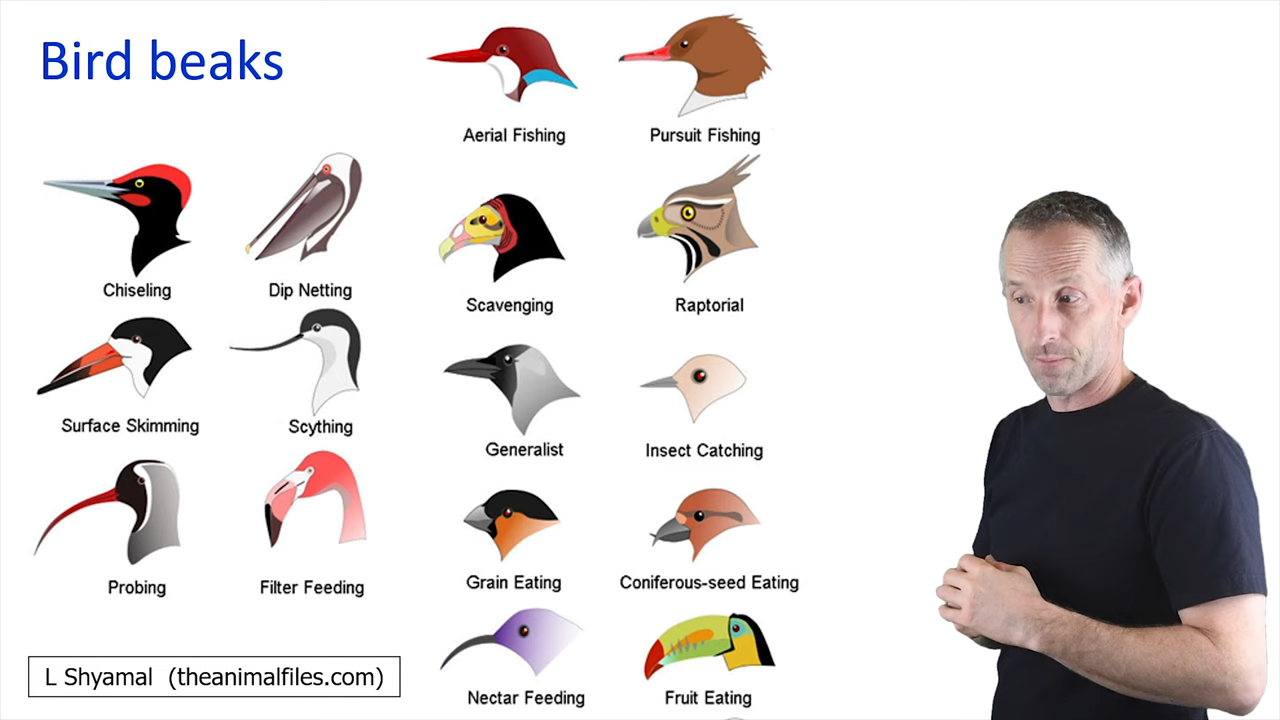 Bird beaks
Aerial Fishing
Pursuit Fishing
Chiseling
Dip Netting
Scavenging
Raptorial
Surface Skimming
Scything
Generalist
Insect Catching
Probing
Filter Feeding
Grain Eating
Coniferous-seed Eating
Nectar Feeding
Fruit Eating
L Shyamal (theanimalfiles.com)